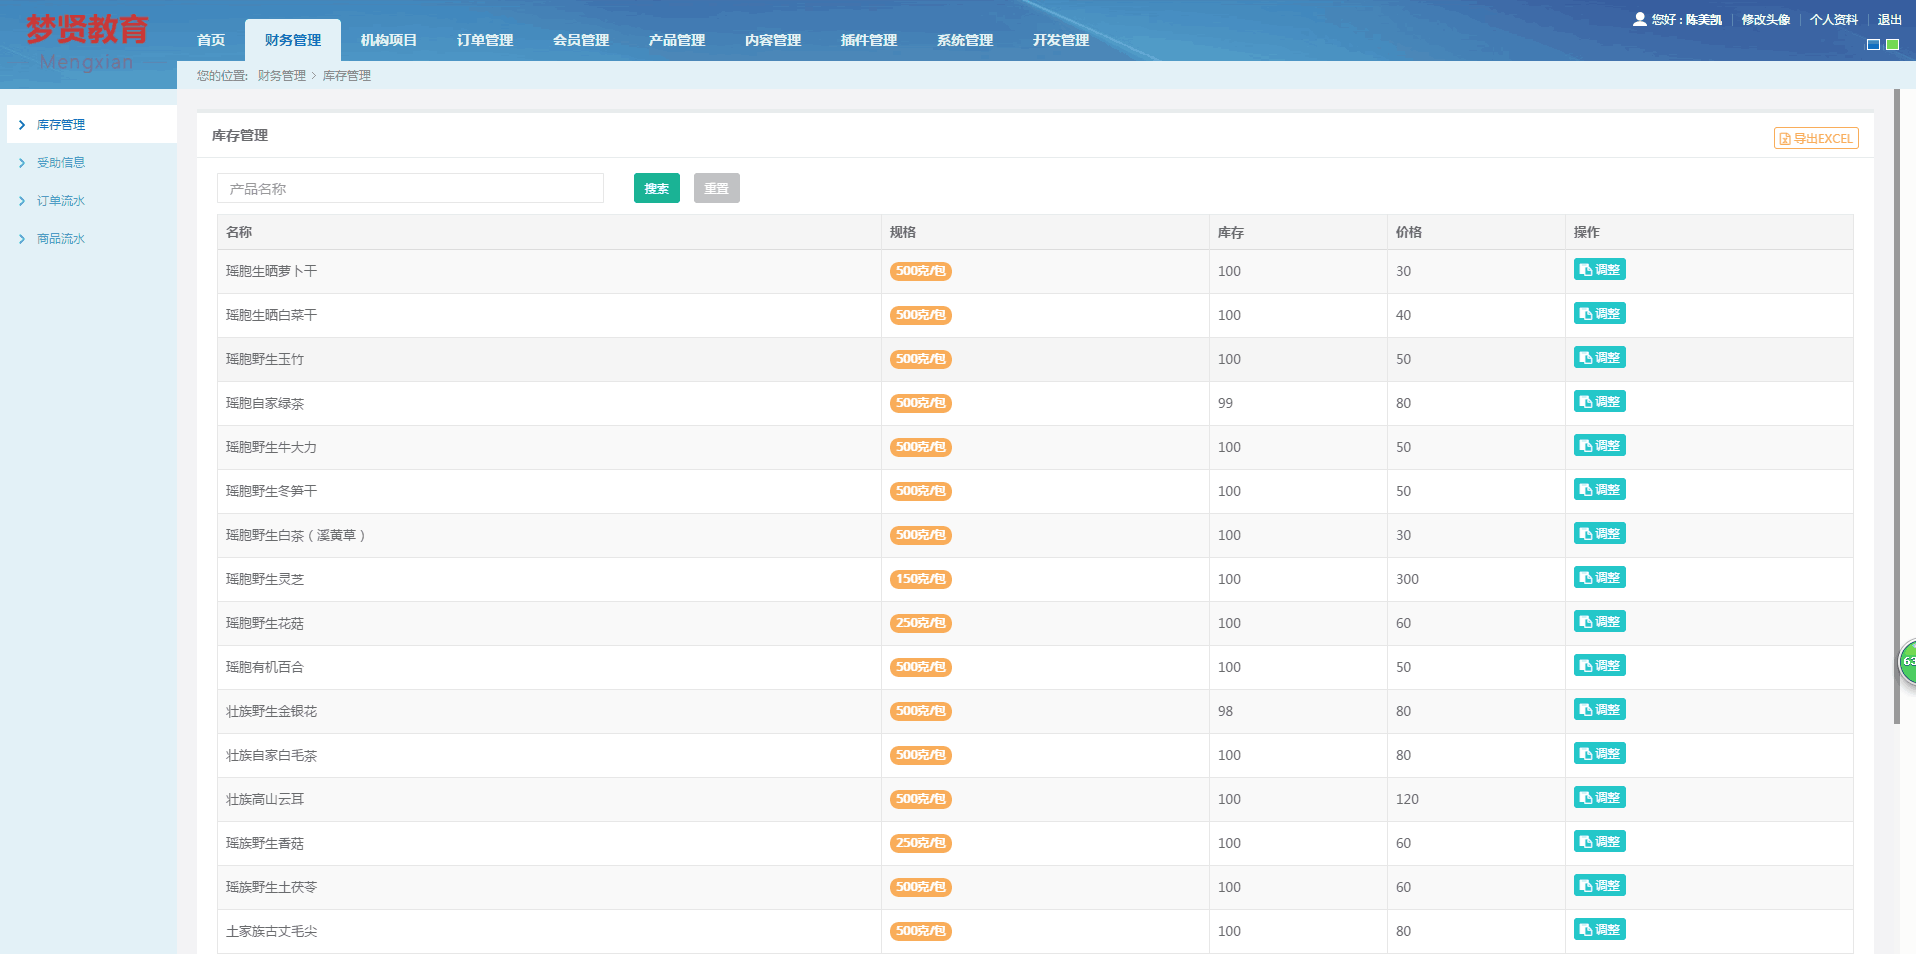 梦贤教育
Mengxian
首页 财务管理 机构项目 订单管理 会员管理 产品管理 内容管理 插件管理 系统管理 开发管理
您好 : 陈美凯 修改头像 个人资料 退出
您的位置: 财务管理 > 库存管理
库存管理
受助信息
订单流水
商品流水
库存管理
导出EXCEL
产品名称 搜索 重置
名称 规格 库存 价格 操作
瑶胞生晒萝卜干 500克/包 100 30 调整
瑶胞生晒白菜干 500克/包 100 40 调整
瑶胞野生玉竹 500克/包 100 50 调整
瑶胞自家绿茶 500克/包 99 80 调整
瑶胞野生牛大力 500克/包 100 50 调整
瑶胞野生冬笋干 500克/包 100 50 调整
瑶胞野生白茶（溪黄草） 500克/包 100 30 调整
瑶胞野生灵芝 150克/包 100 300 调整
瑶胞野生花菇 250克/包 100 60 调整
瑶胞有机百合 500克/包 100 50 调整
壮族野生金银花 500克/包 98 80 调整
壮族自家白毛茶 500克/包 100 80 调整
壮族高山云耳 500克/包 100 120 调整
瑶族野生香菇 250克/包 100 60 调整
瑶族野生土茯苓 500克/包 100 60 调整
土家族古丈毛尖 500克/包 100 80 调整
63